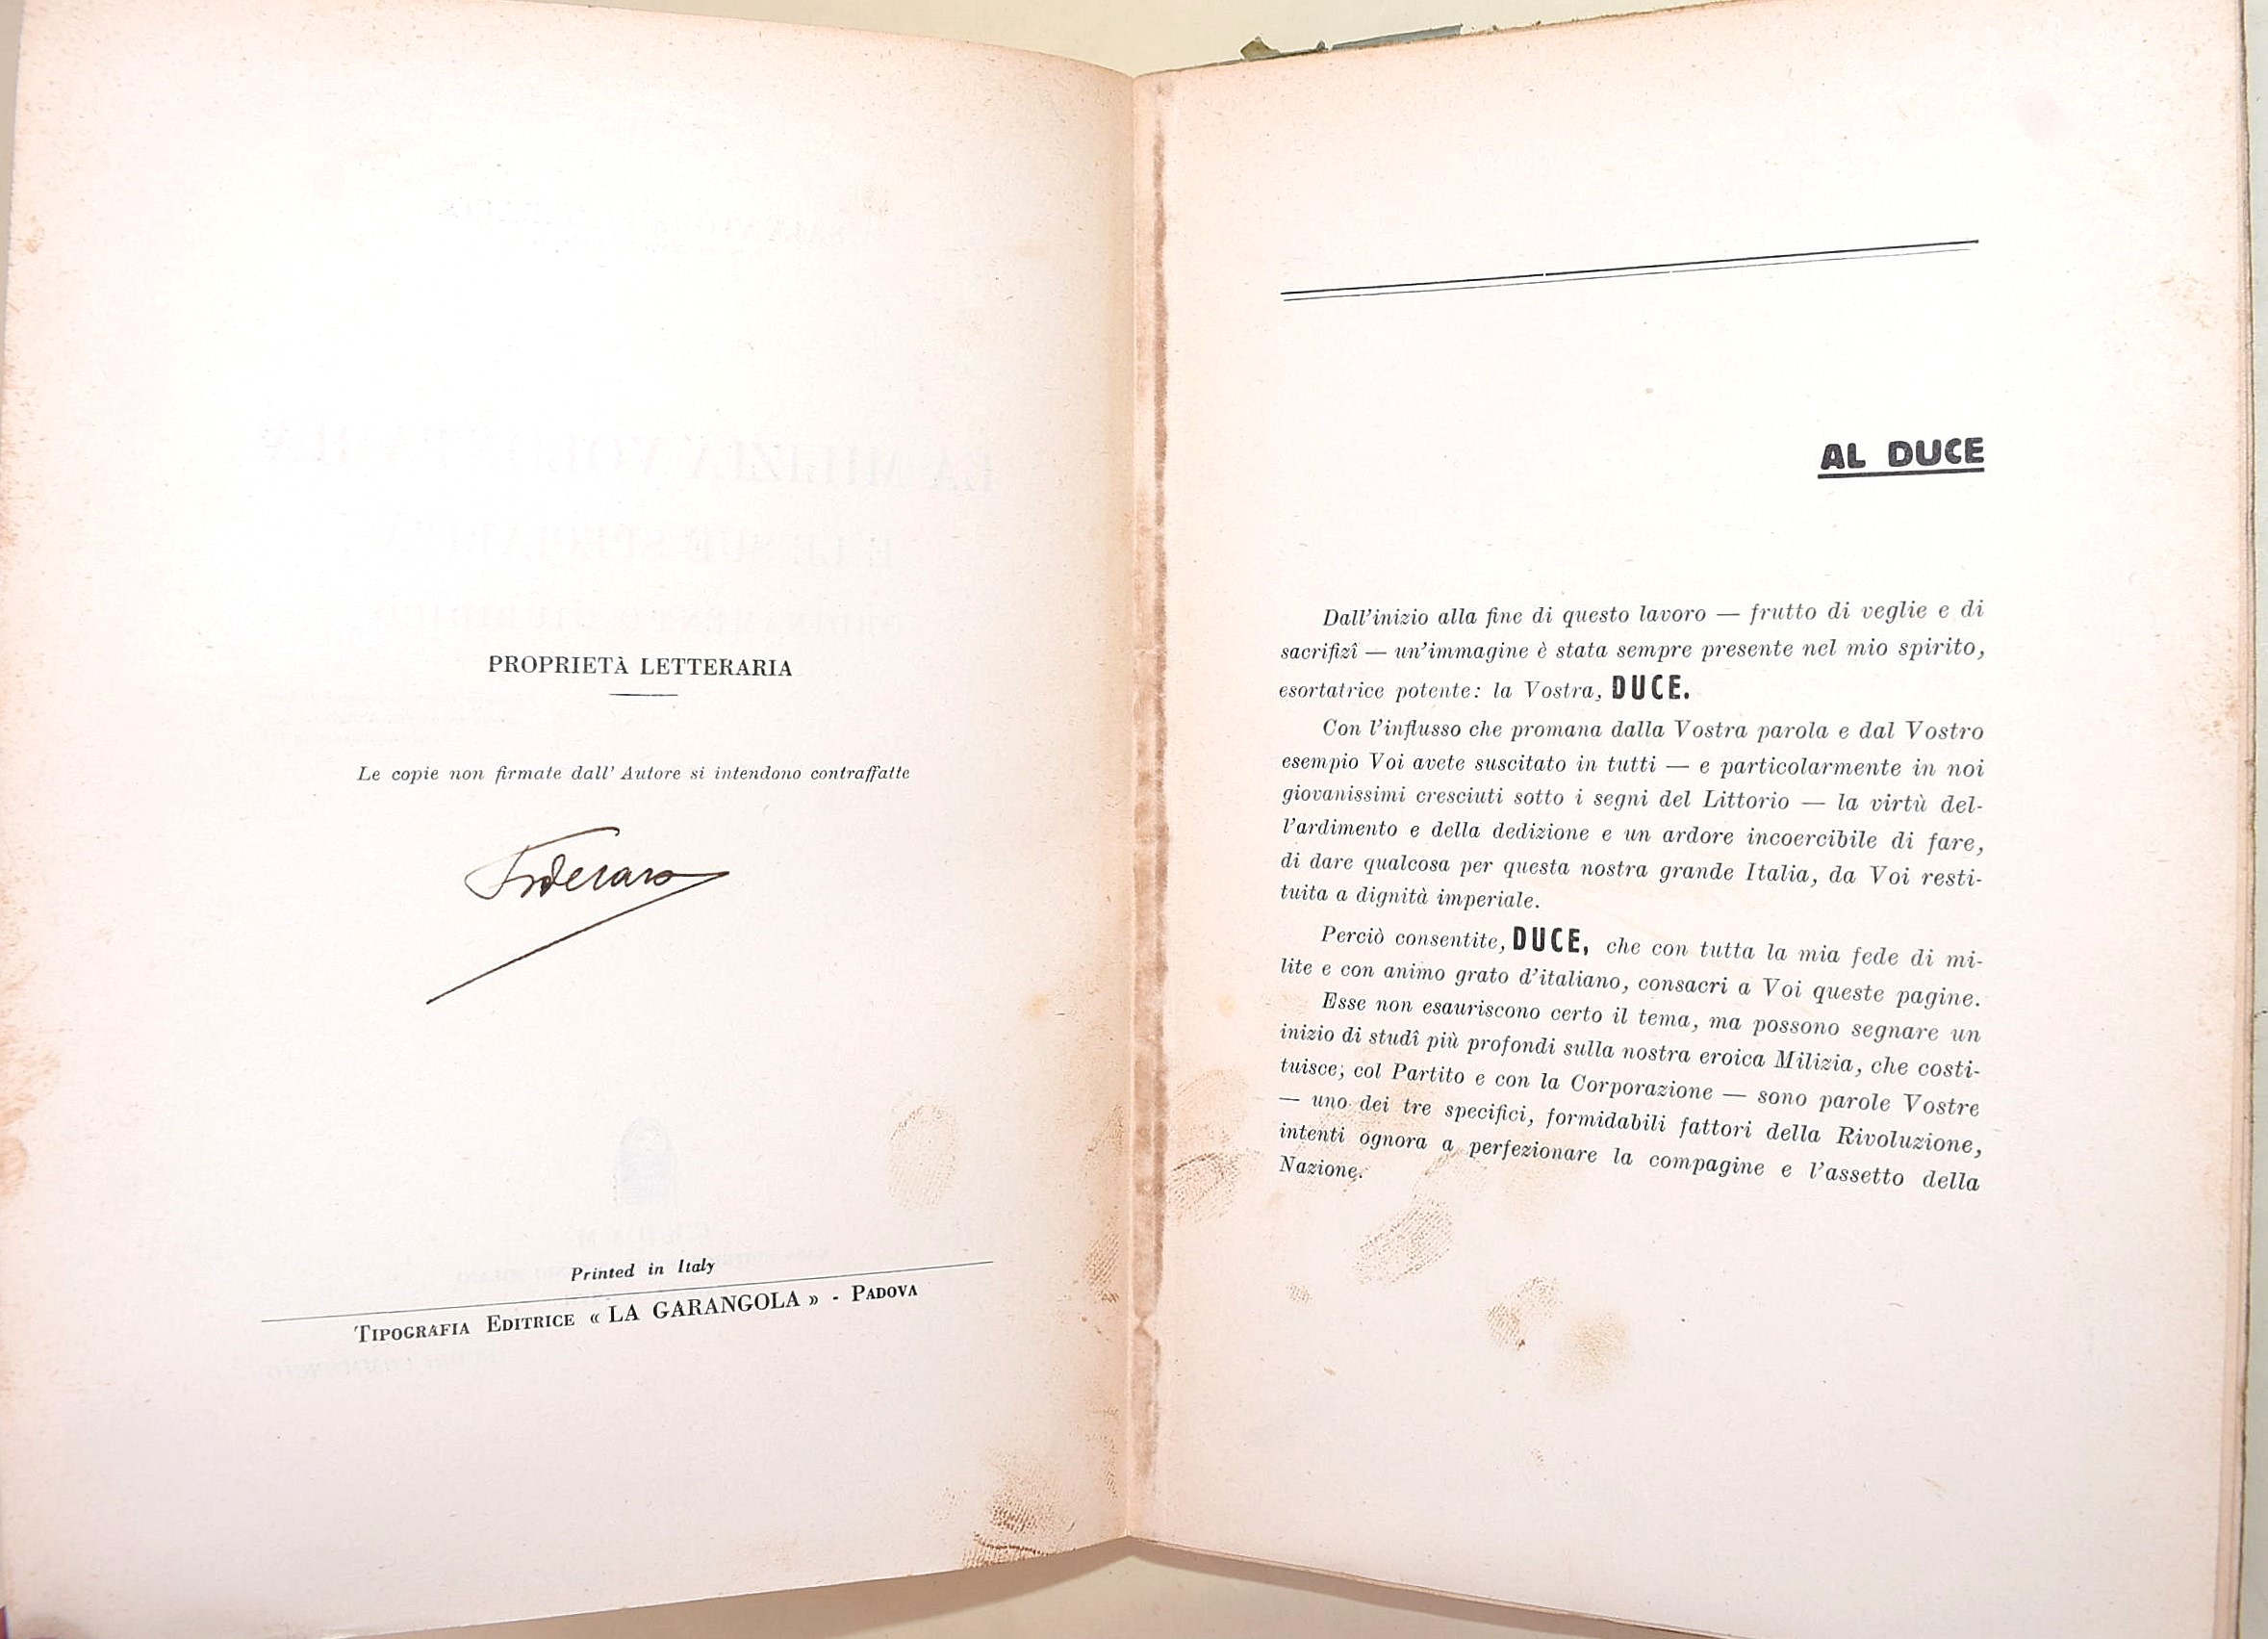 PROPRIETÀ LETTERARIA
Le copie non firmate dall' Autore si intendono contraffatte
Printed in Italy
TIPOGRAFIA EDITRICE « LA GARANGOLA » - PADOVA
AL DUCE
Dall'inizio alla fine di questo lavoro — frutto di veglie e di
sacrifizî — un'immagine è stata sempre presente nel mio spirito,
esortatrice potente: la Vostra, DUCE.
Con l'influsso che promana dalla Vostra parola e dal Vostro
esempio Voi avete suscitato in tutti — e particolarmente in noi
giovanissimi cresciuti sotto i segni del Littorio — la virtù del-
l'ardimento e della dedizione e un ardore incoercibile di fare,
di dare qualcosa per questa nostra grande Italia, da Voi resti-
tuita a dignità imperiale.
Perciò consentite, DUCE, che con tutta la mia fede di mi-
lite e con animo grato d'italiano, consacri a Voi queste pagine.
Esse non esauriscono certo il tema, ma possono segnare un
inizio di studî più profondi sulla nostra eroica Milizia, che costi-
tuisce, col Partito e con la Corporazione — sono parole Vostre
— uno dei tre specifici, formidabili fattori della Rivoluzione,
intenti ognora a perfezionare la compagine e l'assetto della
Nazione.